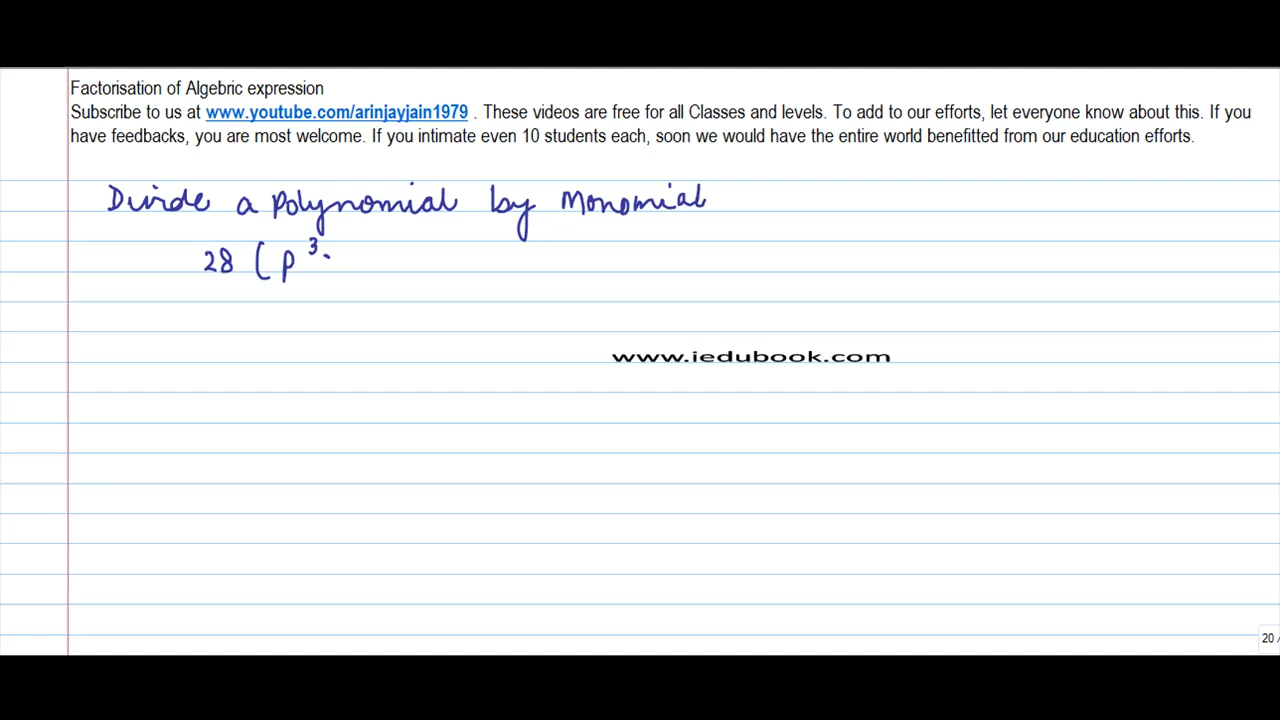 Factorisation of Algebric expression
Subscribe to us at www.youtube.com/arinjayjain1979 . These videos are free for all Classes and levels. To add to our efforts, let everyone know about this. If you
have feedbacks, you are most welcome. If you intimate even 10 students each, soon we would have the entire world benefitted from our education efforts.
Divide a Polynomial by Monomial
28 ( p³
www.iedubook.com
20